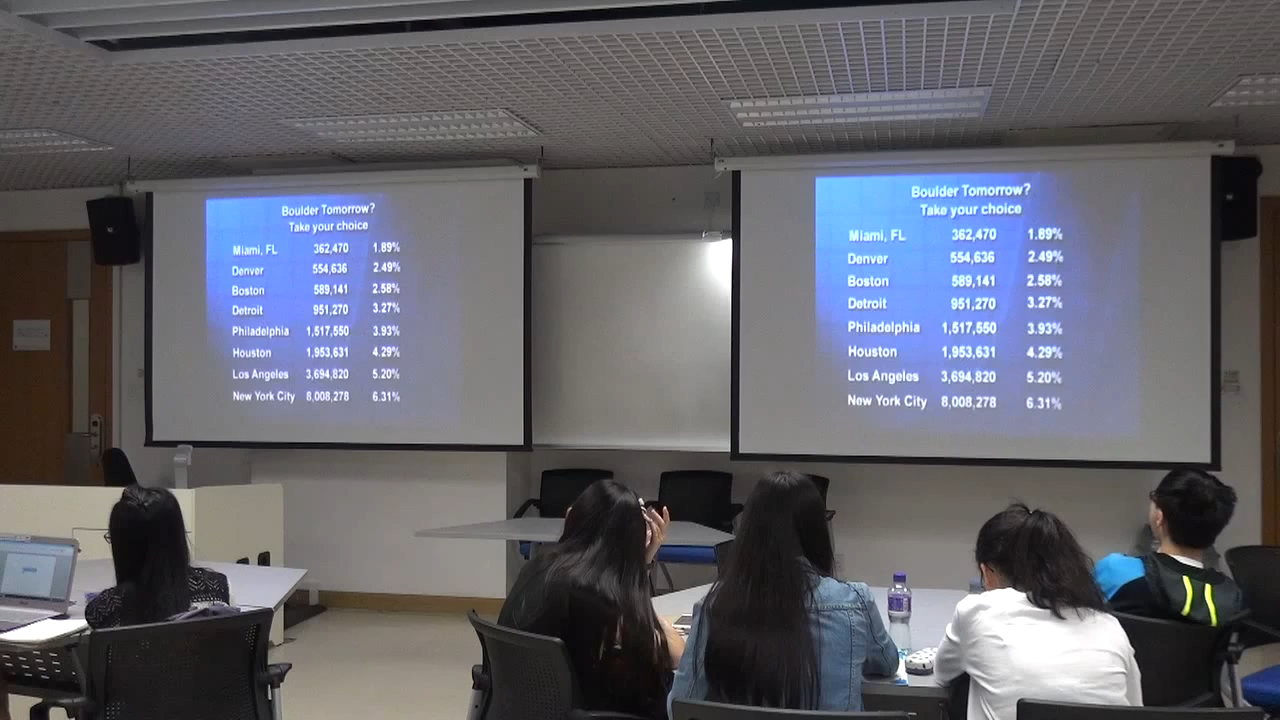 Boulder Tomorrow?
Take your choice
Miami, FL 362,470 1.89%
Denver 554,636 2.49%
Boston 589,141 2.58%
Detroit 951,270 3.27%
Philadelphia 1,517,550 3.93%
Houston 1,953,631 4.29%
Los Angeles 3,694,820 5.20%
New York City 8,008,278 6.31%
Boulder Tomorrow?
Take your choice
Miami, FL 362,470 1.89%
Denver 554,636 2.49%
Boston 589,141 2.58%
Detroit 951,270 3.27%
Philadelphia 1,517,550 3.93%
Houston 1,953,631 4.29%
Los Angeles 3,694,820 5.20%
New York City 8,008,278 6.31%